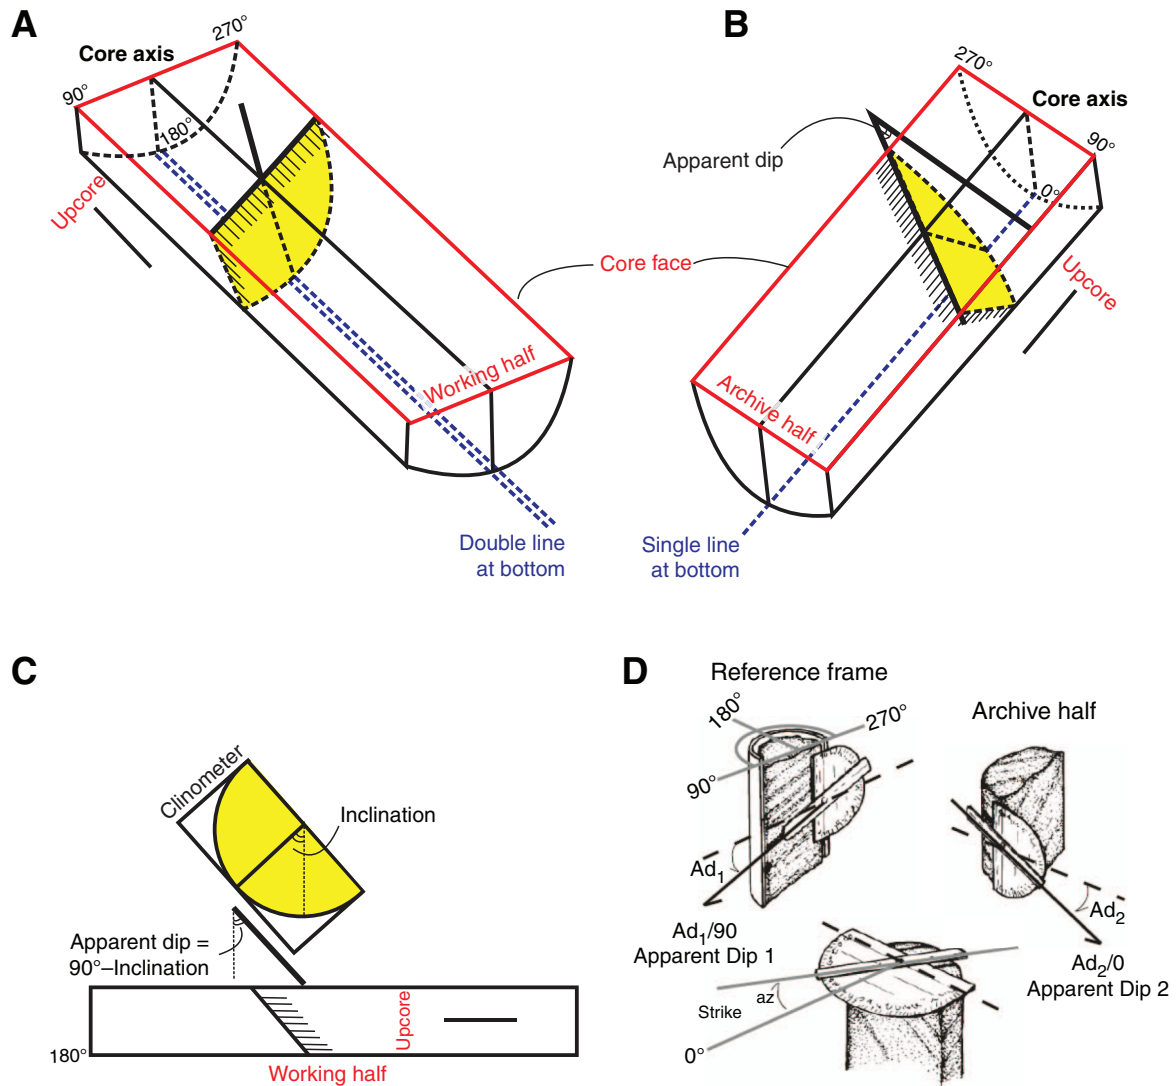 A
270°
Core axis
90°
180°
Upcore
Working half
Double line
at bottom
Core face
B
270°
Core axis
90°
Apparent dip
0°
Upcore
Archive half
Single line
at bottom
C
Clinometer
Inclination
Apparent dip =
90°–Inclination
Upcore
180°
Working half
D
Reference frame
180°
270°
Archive half
90°
Ad1
Ad1/90
Apparent Dip 1
Ad2
Ad2/0
Apparent Dip 2
az
Strike
0°